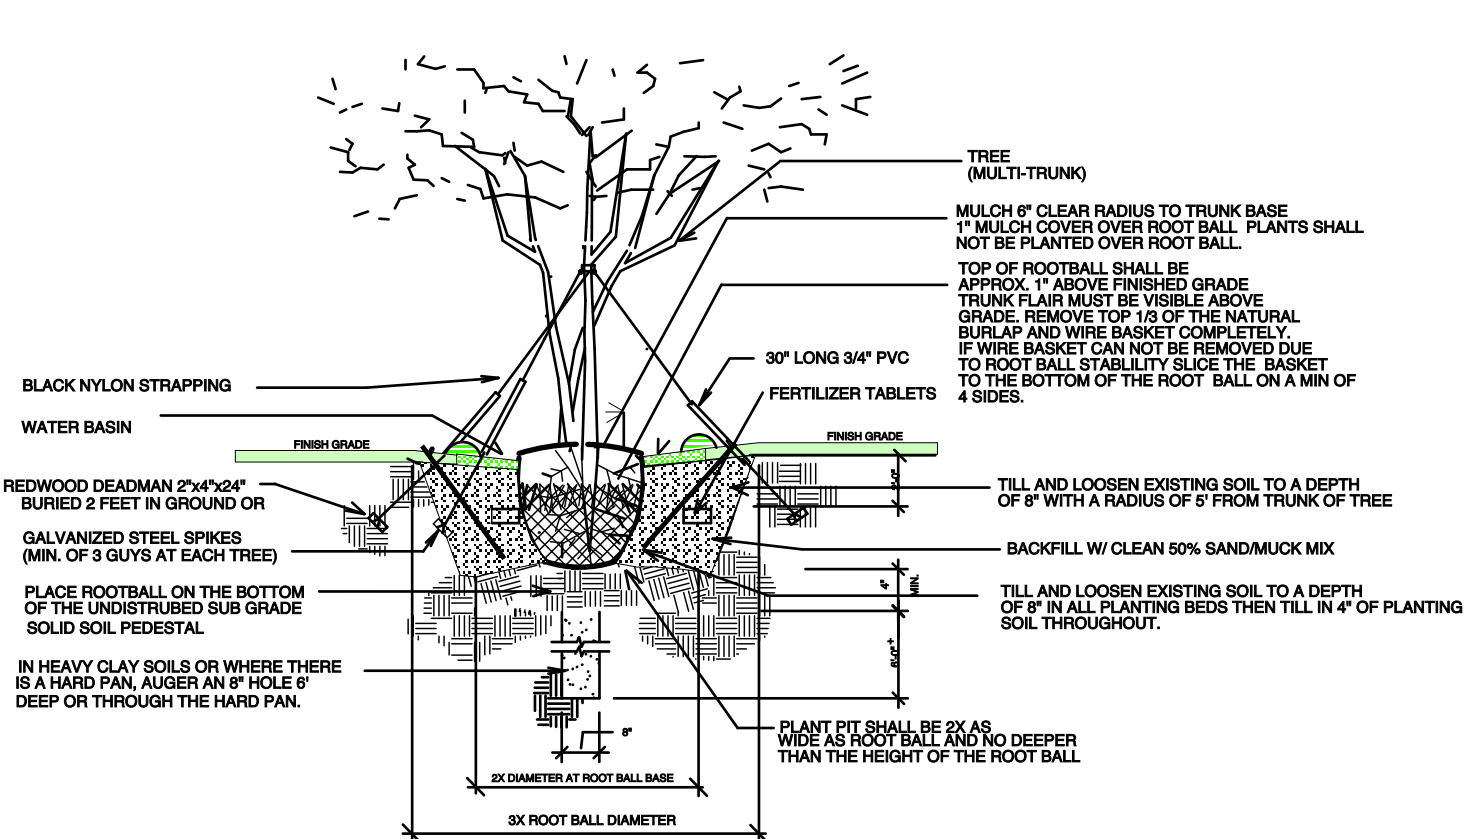 TREE
(MULTI-TRUNK)
MULCH 6" CLEAR RADIUS TO TRUNK BASE
1" MULCH COVER OVER ROOT BALL PLANTS SHALL
NOT BE PLANTED OVER ROOT BALL.
TOP OF ROOTBALL SHALL BE
APPROX. 1" ABOVE FINISHED GRADE
TRUNK FLAIR MUST BE VISIBLE ABOVE
GRADE. REMOVE TOP 1/3 OF THE NATURAL
BURLAP AND WIRE BASKET COMPLETELY.
IF WIRE BASKET CAN NOT BE REMOVED DUE
TO ROOT BALL STABLILITY SLICE THE BASKET
TO THE BOTTOM OF THE ROOT BALL ON A MIN OF
4 SIDES.
30" LONG 3/4" PVC
FERTILIZER TABLETS
BLACK NYLON STRAPPING
WATER BASIN
FINISH GRADE
FINISH GRADE
REDWOOD DEADMAN 2"x4"x24"
BURIED 2 FEET IN GROUND OR
GALVANIZED STEEL SPIKES
(MIN. OF 3 GUYS AT EACH TREE)
PLACE ROOTBALL ON THE BOTTOM
OF THE UNDISTRUBED SUB GRADE
SOLID SOIL PEDESTAL
IN HEAVY CLAY SOILS OR WHERE THERE
IS A HARD PAN, AUGER AN 8" HOLE 6'
DEEP OR THROUGH THE HARD PAN.
TILL AND LOOSEN EXISTING SOIL TO A DEPTH
OF 8" WITH A RADIUS OF 5' FROM TRUNK OF TREE
BACKFILL W/ CLEAN 50% SAND/MUCK MIX
4"
MIN.
TILL AND LOOSEN EXISTING SOIL TO A DEPTH
OF 8" IN ALL PLANTING BEDS THEN TILL IN 4" OF PLANTING
SOIL THROUGHOUT.
6'-0"+
PLANT PIT SHALL BE 2X AS
WIDE AS ROOT BALL AND NO DEEPER
THAN THE HEIGHT OF THE ROOT BALL
8"
2X DIAMETER AT ROOT BALL BASE
3X ROOT BALL DIAMETER